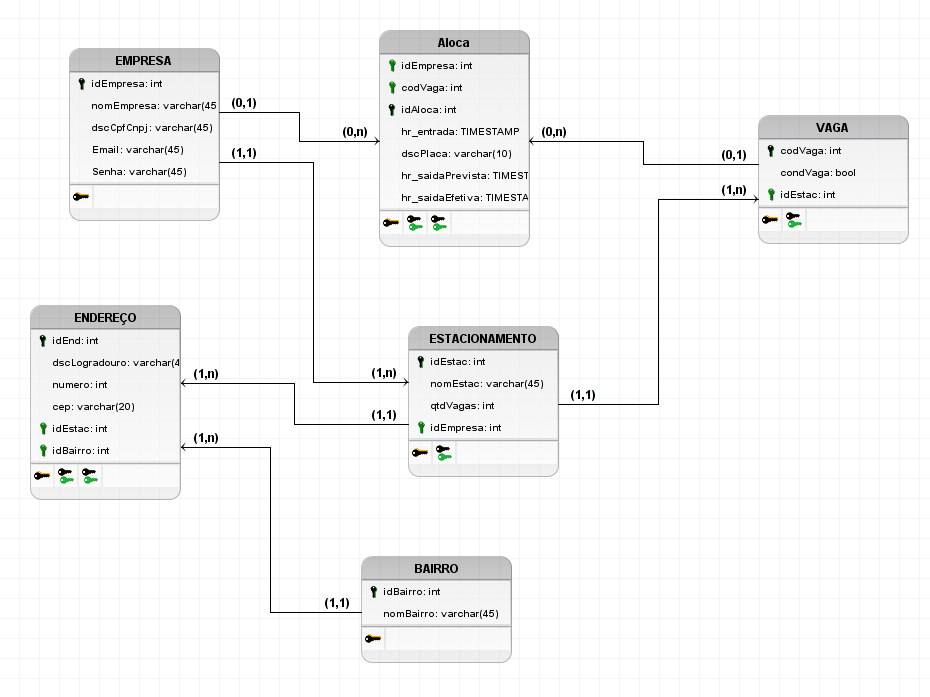 EMPRESA
idEmpresa: int
nomEmpresa: varchar(45
dscCpfCnpj: varchar(45)
Email: varchar(45)
Senha: varchar(45)
(0,1)
(1,1)
Aloca
idEmpresa: int
codVaga: int
idAloca: int
hr_entrada: TIMESTAMP
dscPlaca: varchar(10)
hr_saidaPrevista: TIMEST
hr_saidaEfetiva: TIMESTA
(0,n)
(0,n)
VAGA
codVaga: int
condVaga: bool
idEstac: int
(0,1)
(1,n)
ENDEREÇO
idEnd: int
dscLogradouro: varchar(4
numero: int
cep: varchar(20)
idEstac: int
idBairro: int
(1,n)
(1,n)
ESTACIONAMENTO
idEstac: int
nomEstac: varchar(45)
qtdVagas: int
idEmpresa: int
(1,n)
(1,1)
(1,1)
BAIRRO
idBairro: int
nomBairro: varchar(45)
(1,1)